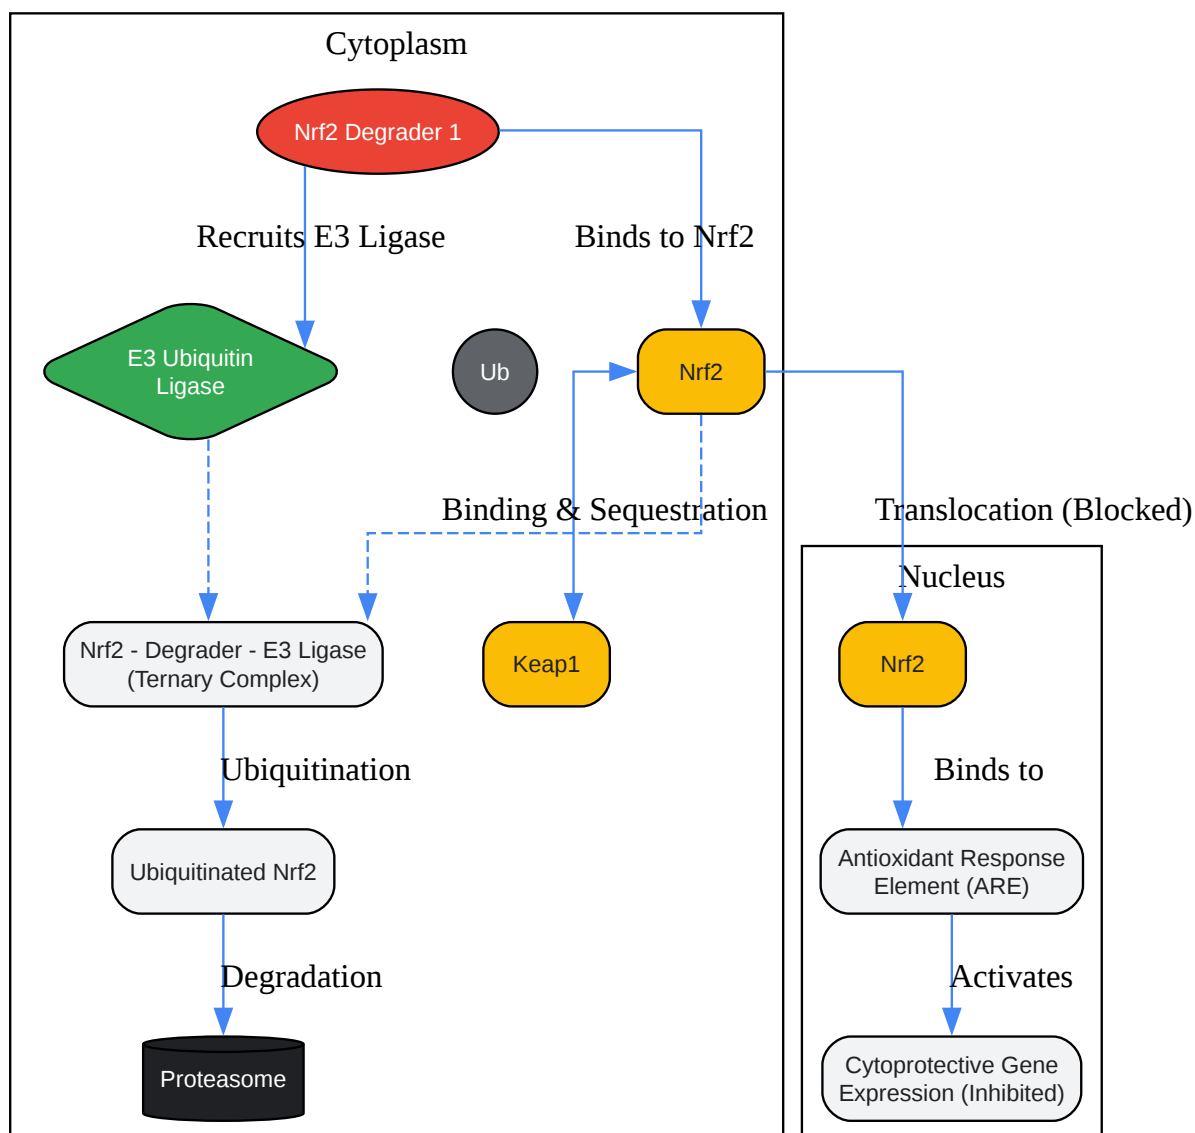 Cytoplasm
Nrf2 Degrader 1
Recruits E3 Ligase
Binds to Nrf2
E3 Ubiquitin
Ligase
Ub
Nrf2
Binding & Sequestration
Translocation (Blocked)
Nucleus
Nrf2 - Degrader - E3 Ligase
(Ternary Complex)
Keap1
Nrf2
Ubiquitination
Binds to
Ubiquitinated Nrf2
Antioxidant Response
Element (ARE)
Degradation
Activates
Proteasome
Cytoprotective Gene
Expression (Inhibited)